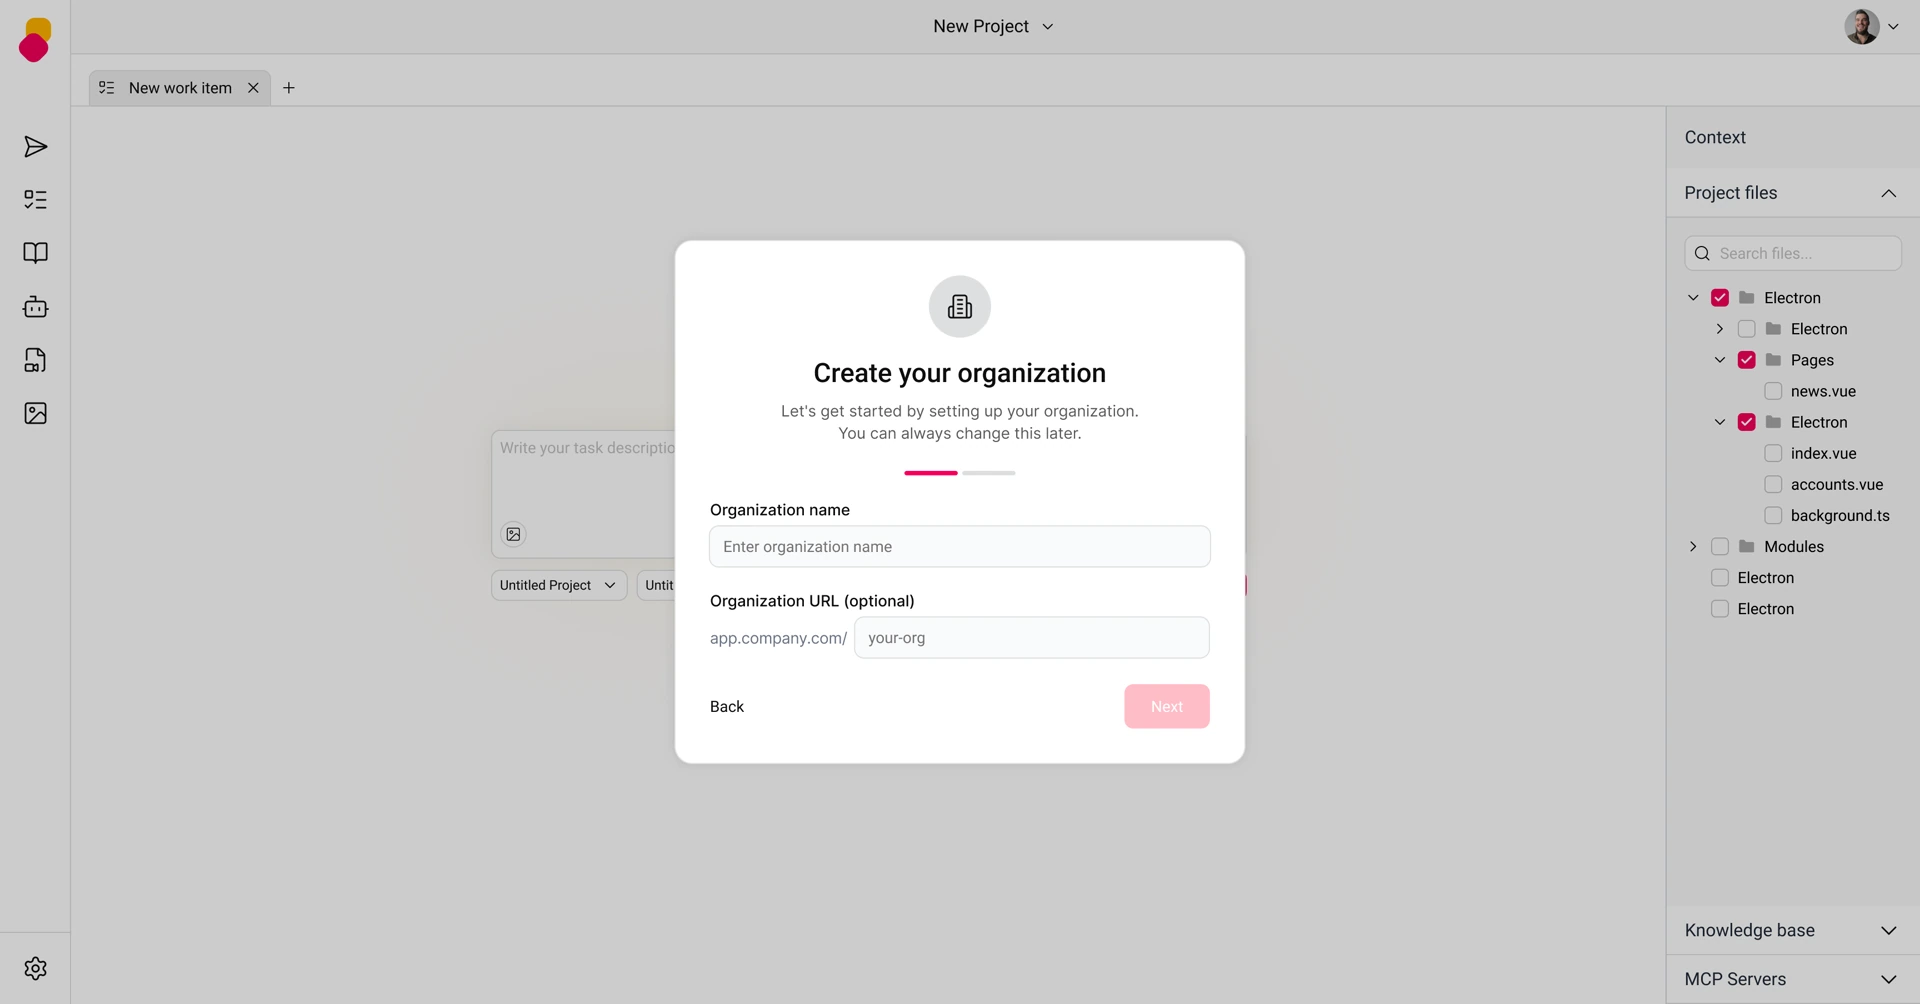 New Project
New work item
Context
Project files
Search files...
Electron
Electron
Pages
news.vue
Electron
index.vue
accounts.vue
background.ts
Modules
Electron
Electron
Knowledge base
MCP Servers
Write your task descriptio
Untitled Project
Untit
Create your organization
Let's get started by setting up your organization.
You can always change this later.
Organization name
Enter organization name
Organization URL (optional)
app.company.com/ your-org
Back
Next